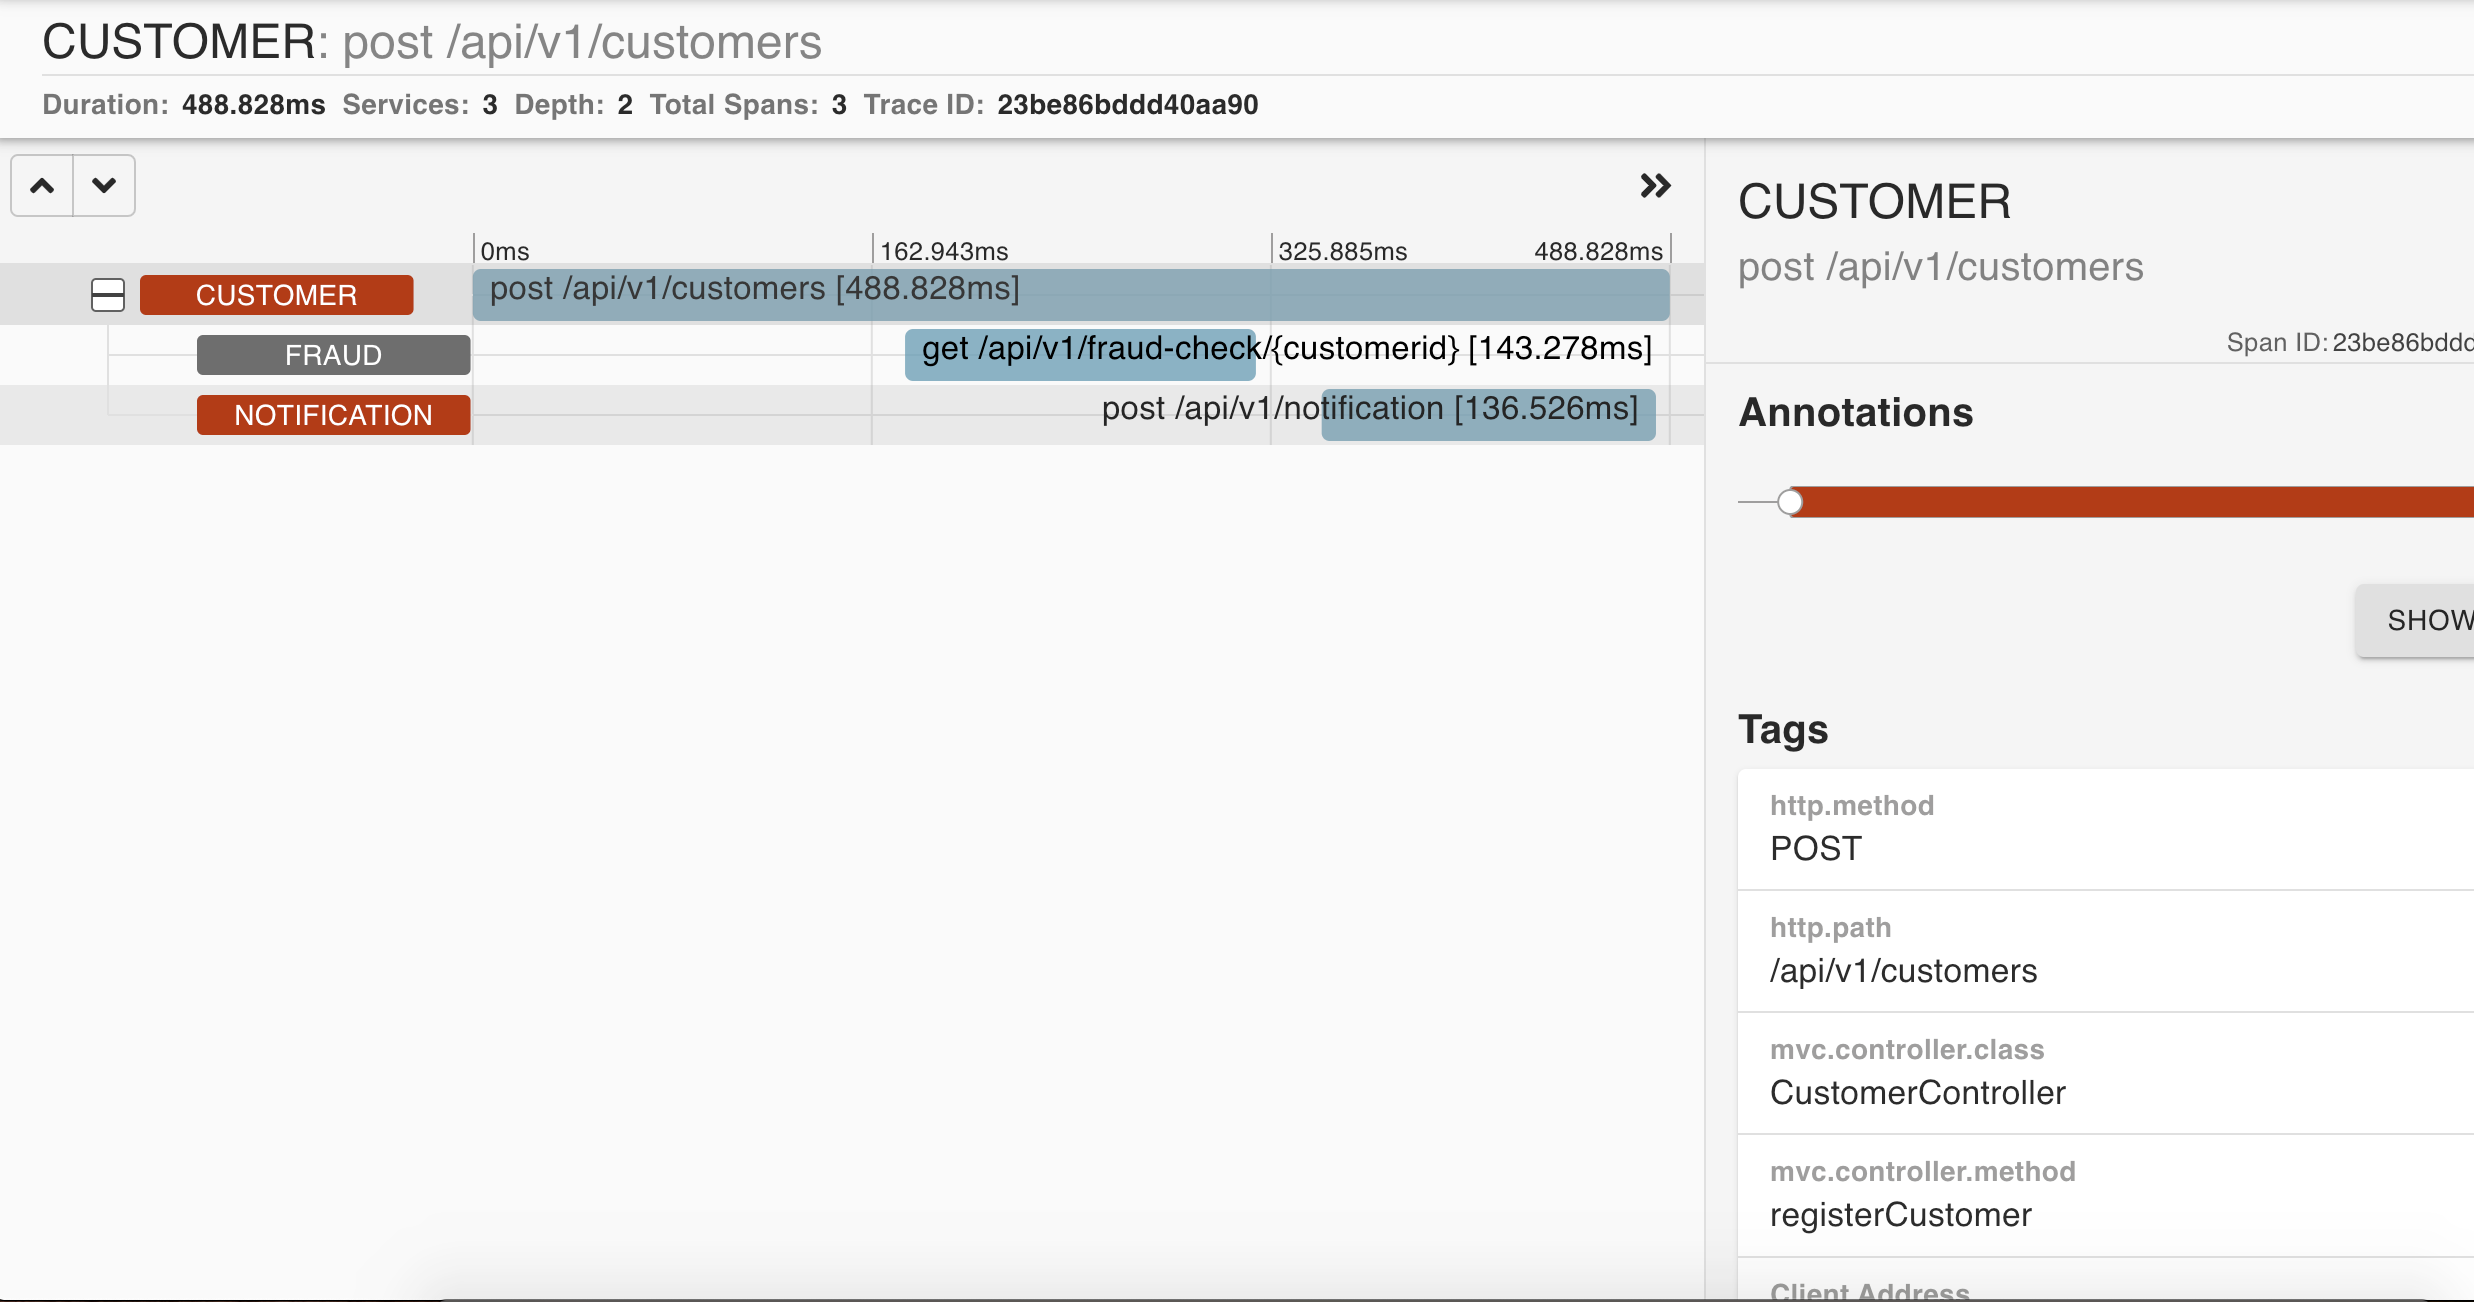 CUSTOMER: post /api/v1/customers
Duration: 488.828ms Services: 3 Depth: 2 Total Spans: 3 Trace ID: 23be86bddd40aa90
0ms 162.943ms 325.885ms 488.828ms
CUSTOMER post /api/v1/customers [488.828ms]
FRAUD get /api/v1/fraud-check/{customerid} [143.278ms]
NOTIFICATION post /api/v1/notification [136.526ms]
CUSTOMER
post /api/v1/customers
Span ID: 23be86bddd
Annotations
SHOW
Tags
http.method
POST
http.path
/api/v1/customers
mvc.controller.class
CustomerController
mvc.controller.method
registerCustomer
Client Address